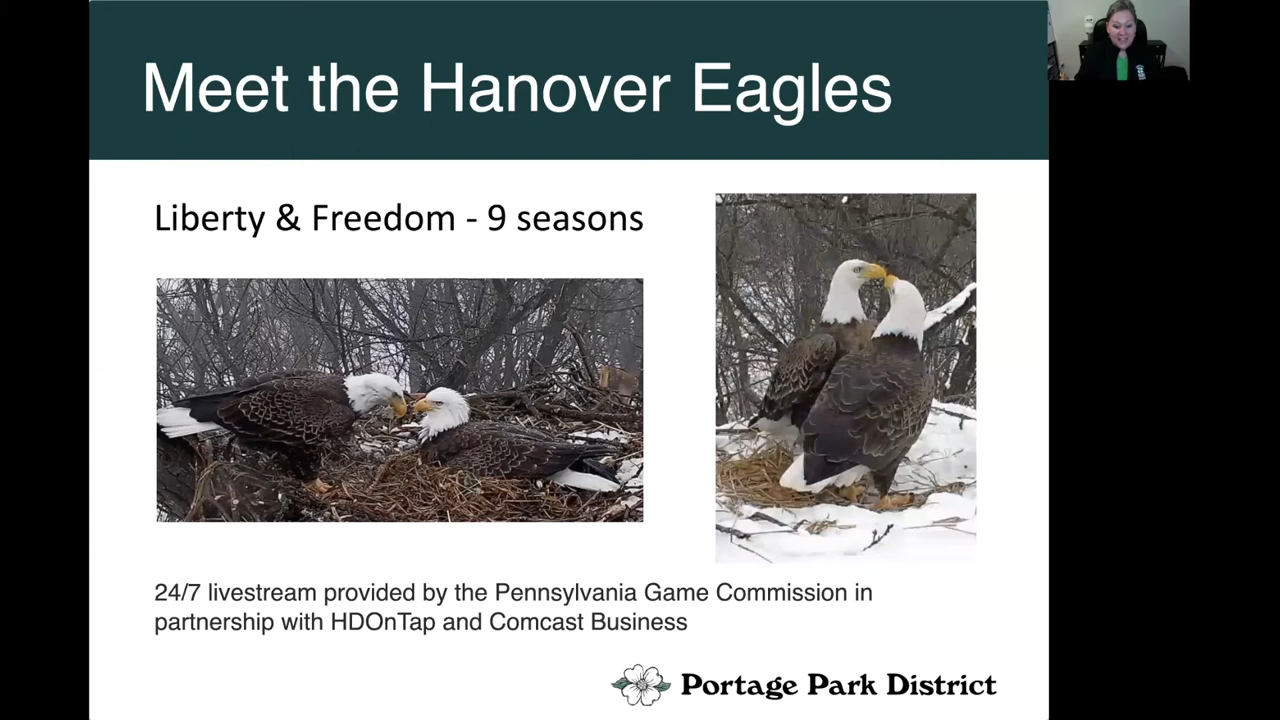 Meet the Hanover Eagles
Liberty & Freedom - 9 seasons
24/7 livestream provided by the Pennsylvania Game Commission in
partnership with HDOnTap and Comcast Business
Portage Park District